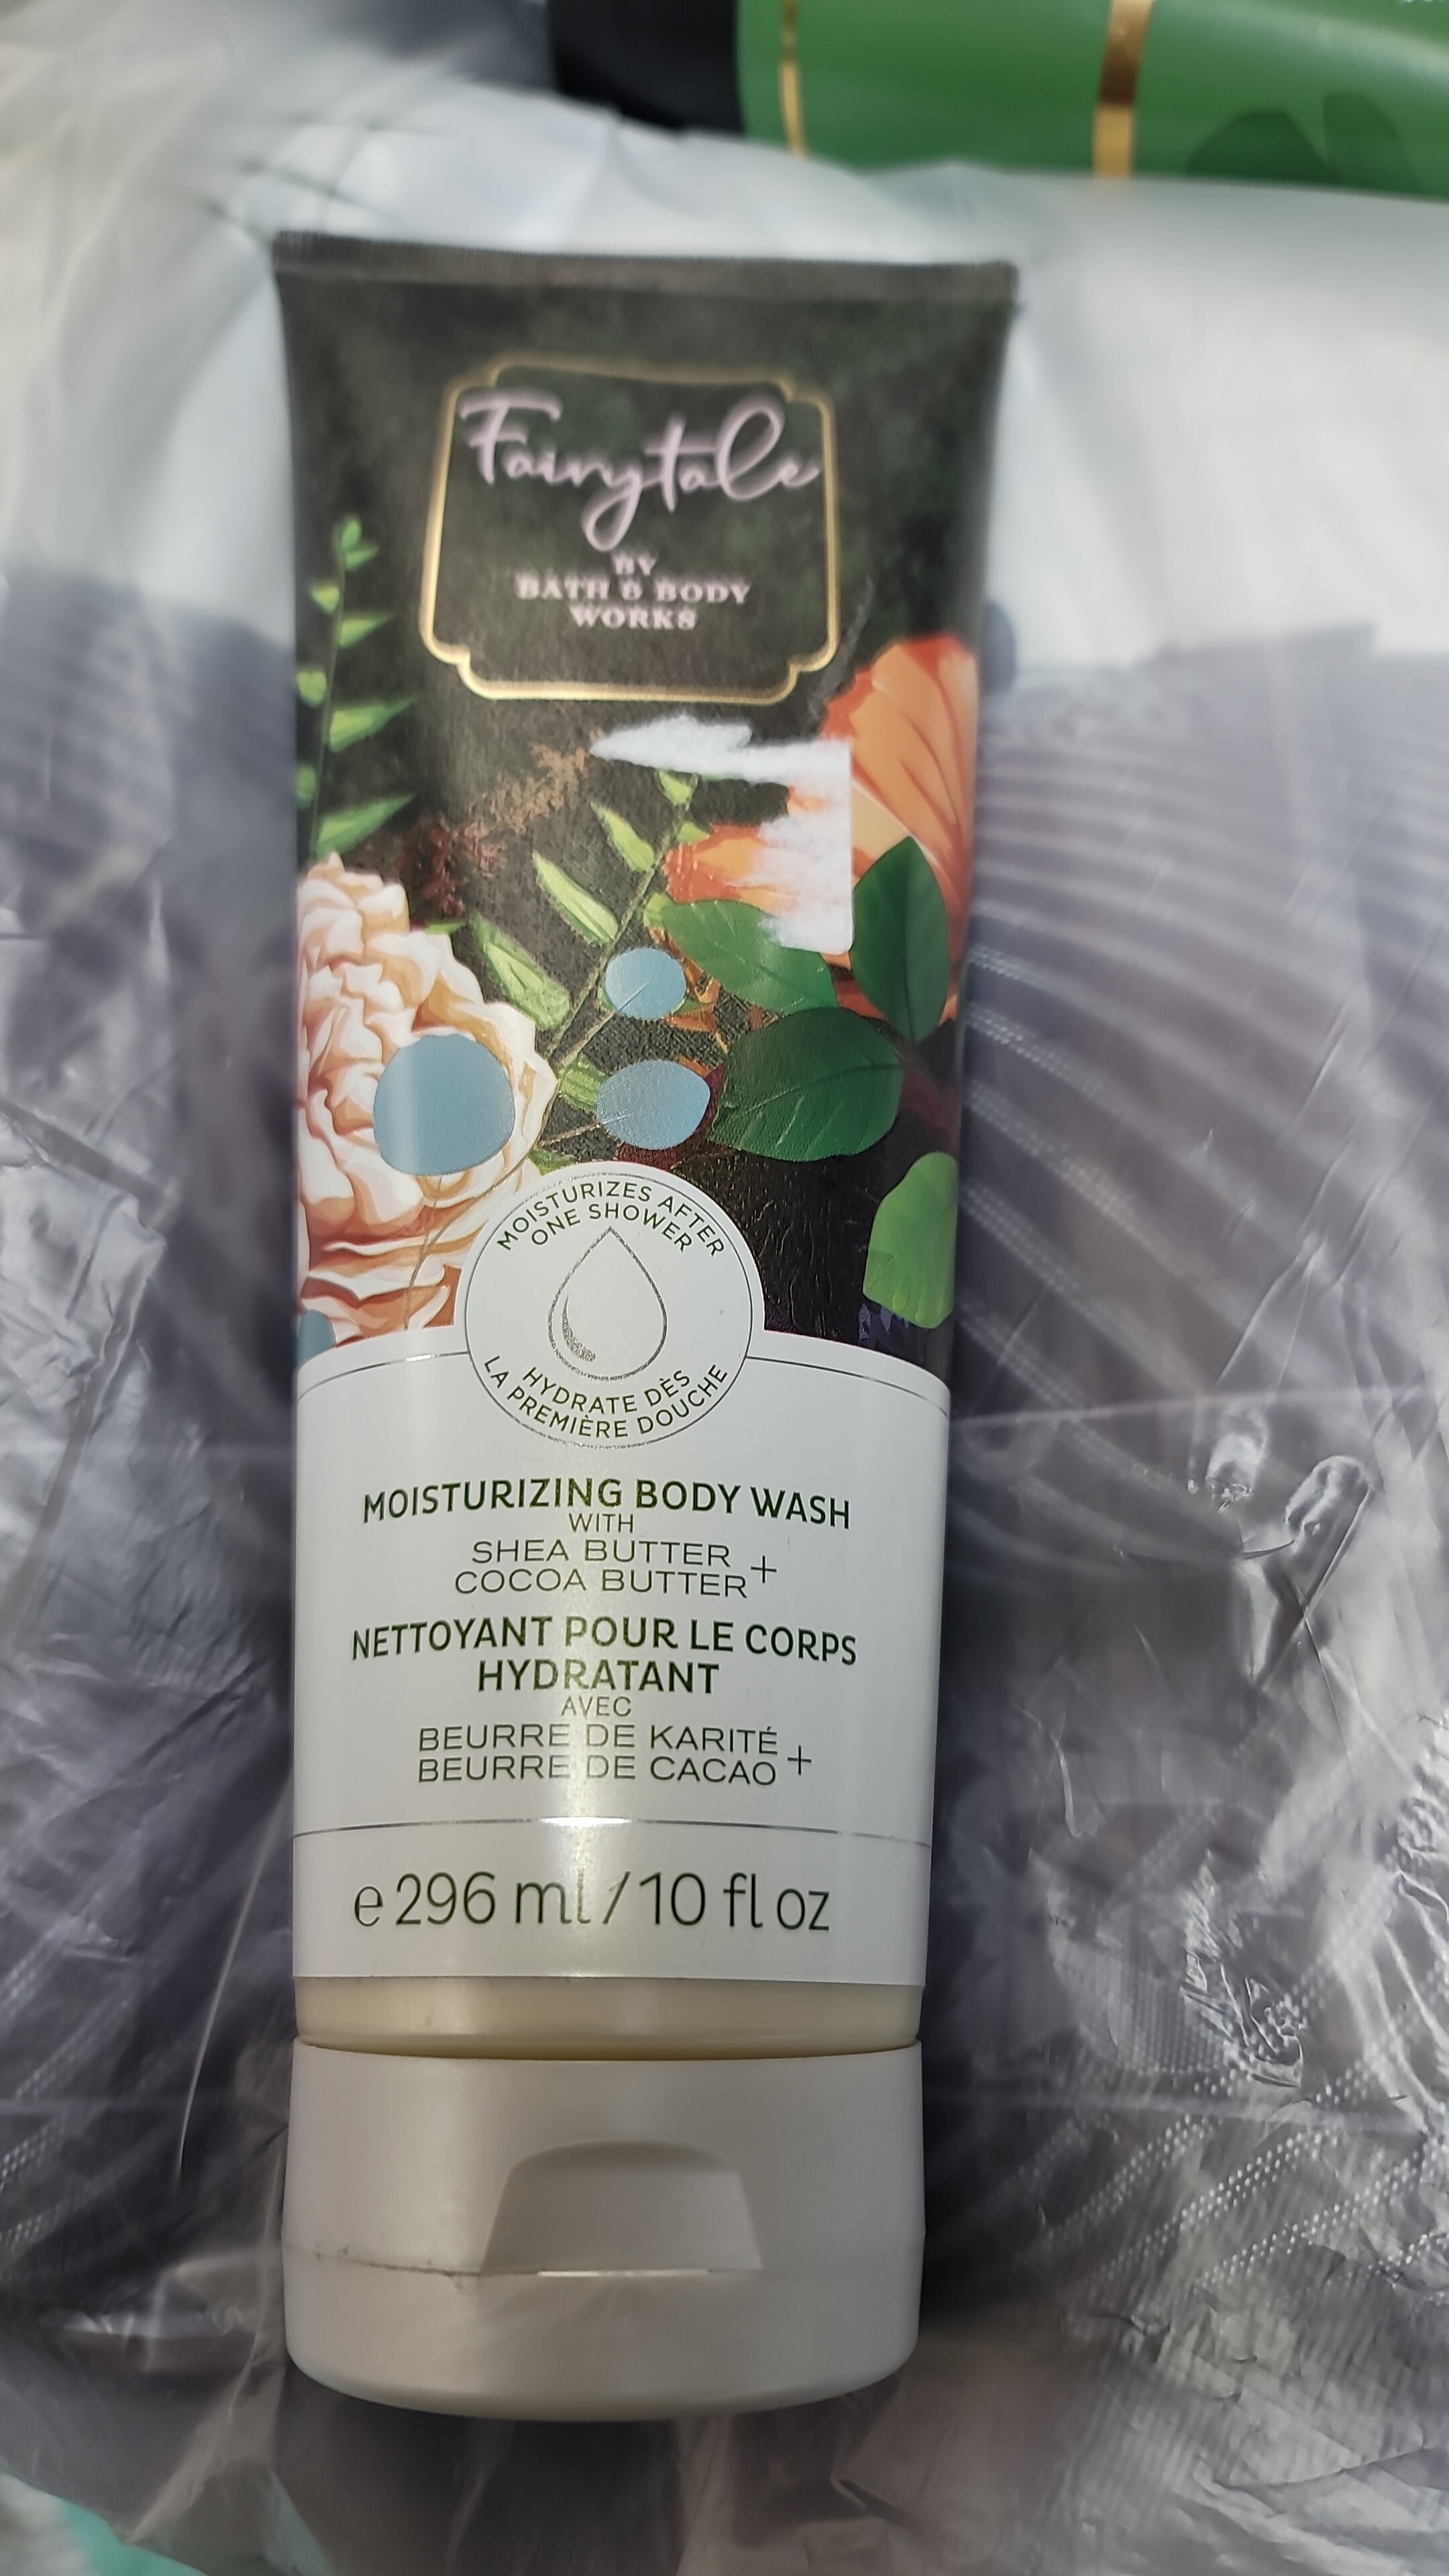 Fairytale
BY
BATH & BODY
WORKS
MOISTURIZES AFTER
ONE SHOWER
HYDRATE DÈS
LA PREMIÈRE DOUCHE
MOISTURIZING BODY WASH
WITH
SHEA BUTTER
COCOA BUTTER +
NETTOYANT POUR LE CORPS
HYDRATANT
AVEC
BEURRE DE KARITÉ
BEURRE DE CACAO +
e 296 ml / 10 fl oz